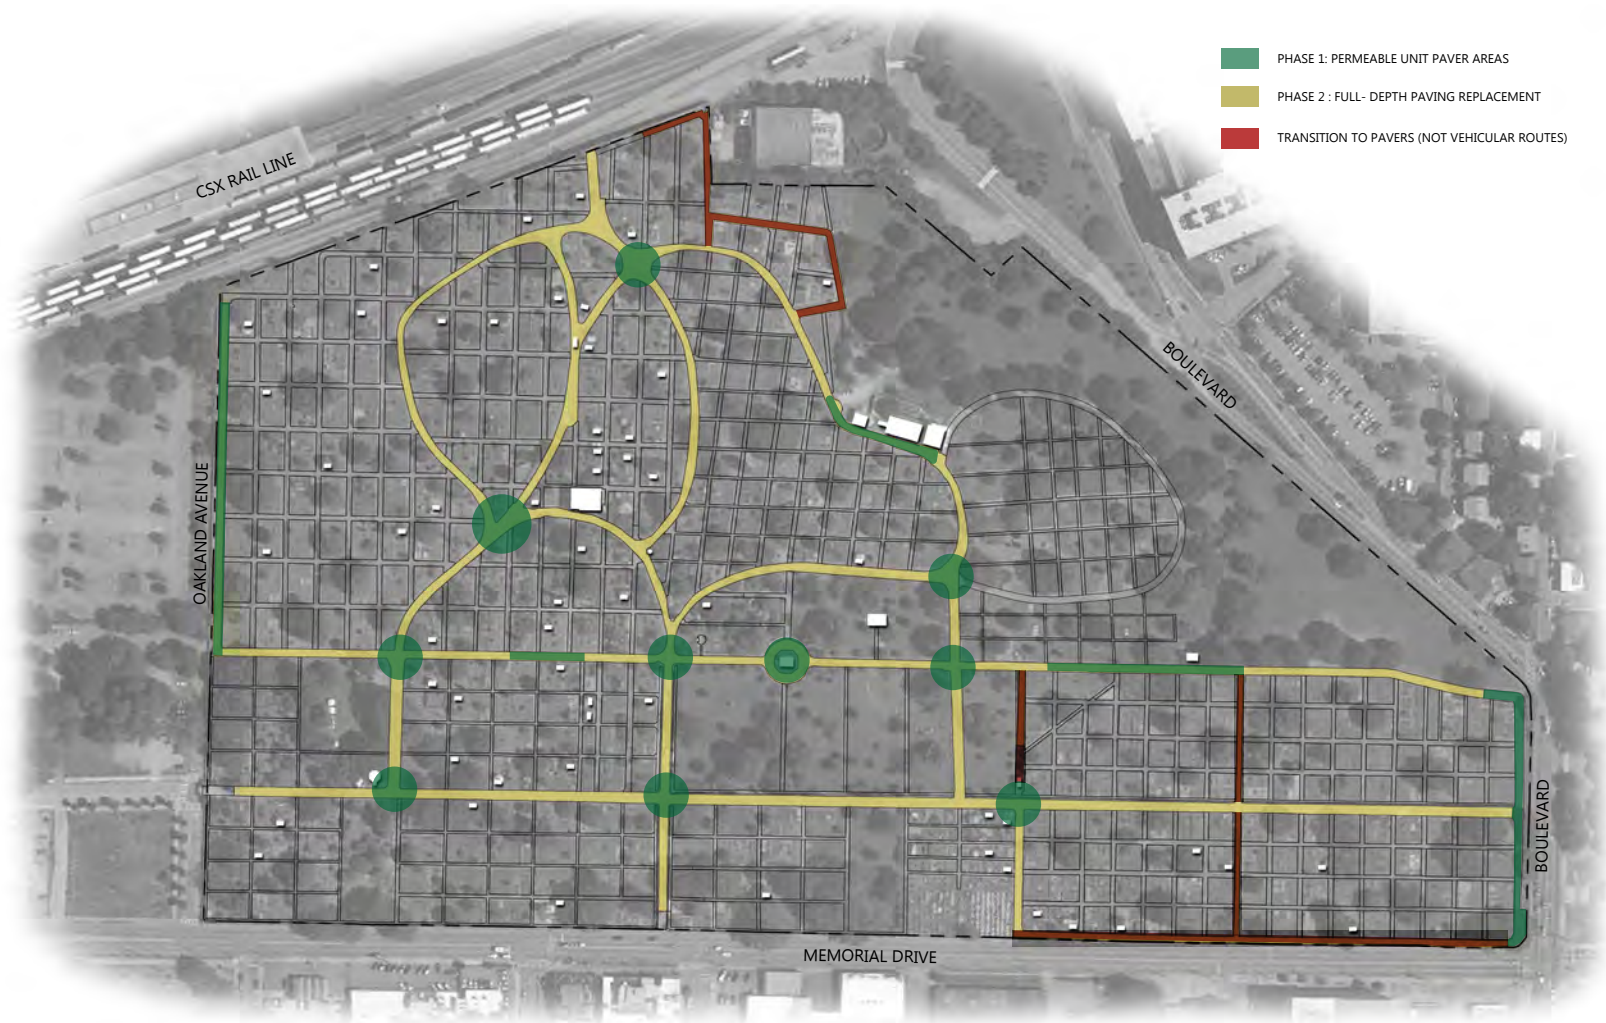 PHASE 1: PERMEABLE UNIT PAVER AREAS
PHASE 2 : FULL- DEPTH PAVING REPLACEMENT
TRANSITION TO PAVERS (NOT VEHICULAR ROUTES)
CSX RAIL LINE
BOULEVARD
OAKLAND AVENUE
BOULEVARD
MEMORIAL DRIVE